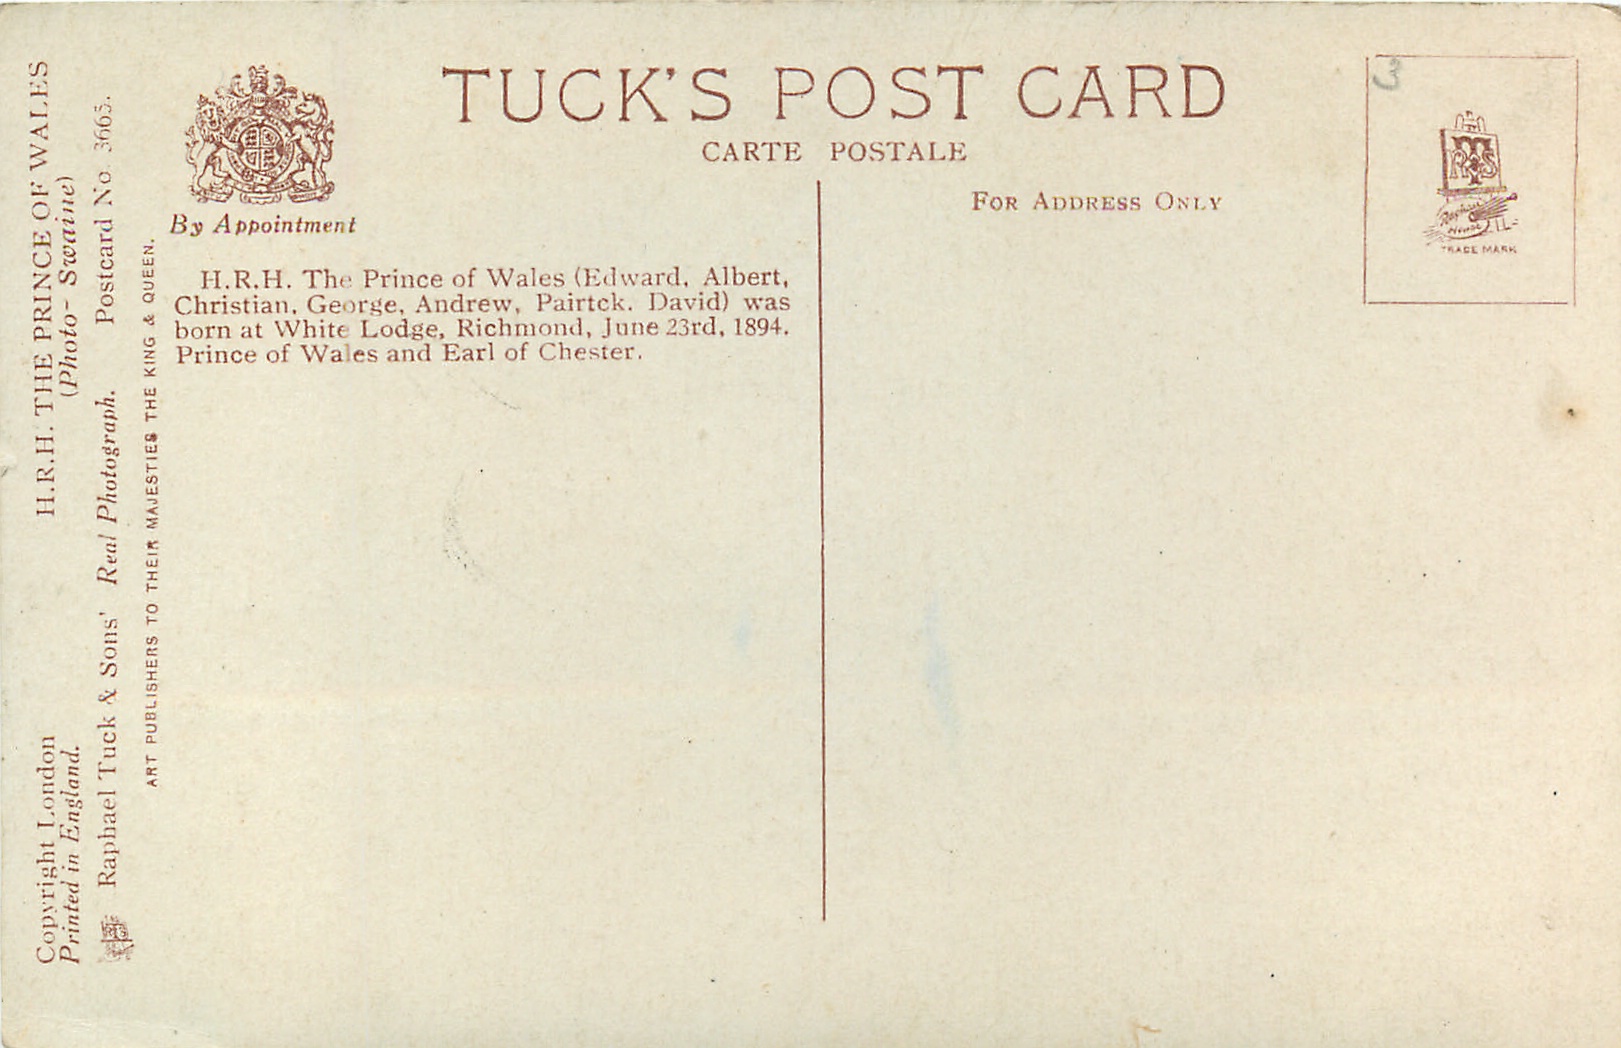 TUCK'S POST CARD
CARTE POSTALE
FOR ADDRESS ONLY
By Appointment
H.R.H. The Prince of Wales (Edward, Albert,
Christian, George, Andrew, Pairtck. David) was
born at White Lodge, Richmond, June 23rd, 1894.
Prince of Wales and Earl of Chester.
H.R.H. THE PRINCE OF WALES
(Photo - Swaine)
Copyright London
Printed in England.
Raphael Tuck & Sons' Real Photograph. Postcard No. 3665.
ART PUBLISHERS TO THEIR MAJESTIES THE KING & QUEEN.
3
Raphael
House
TRADE MARK